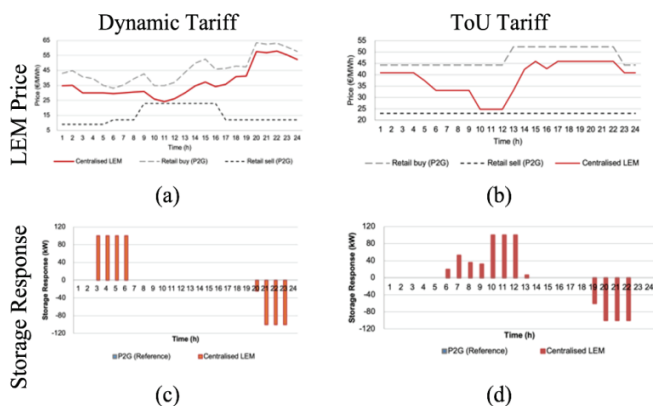 Dynamic Tariff
ToU Tariff
LEM Price
Price (€/MWh)
65
55
45
35
25
15
5
1 2 3 4 5 6 7 8 9 10 11 12 13 14 15 16 17 18 19 20 21 22 23 24
Time (h)
Centralised LEM
Retail buy (P2G)
Retail sell (P2G)
(a)
Price (€/MWh)
55
50
45
40
35
30
25
20
1 2 3 4 5 6 7 8 9 10 11 12 13 14 15 16 17 18 19 20 21 22 23 24
Time (h)
Retail buy (P2G)
Retail sell (P2G)
Centralised LEM
(b)
Storage Response
Storage Response (kW)
120
80
40
0
-40
-80
-120
1 2 3 4 5 6 7 8 9 10 11 12 13 14 15 16 17 18 19 20 21 22 23 24
Time (h)
P2G (Reference)
Centralised LEM
(c)
Storage Response (kW)
120
80
40
0
-40
-80
-120
1 2 3 4 5 6 7 8 9 10 11 12 13 14 15 16 17 18 19 20 21 22 23 24
Time (h)
P2G (Reference)
Centralised LEM
(d)